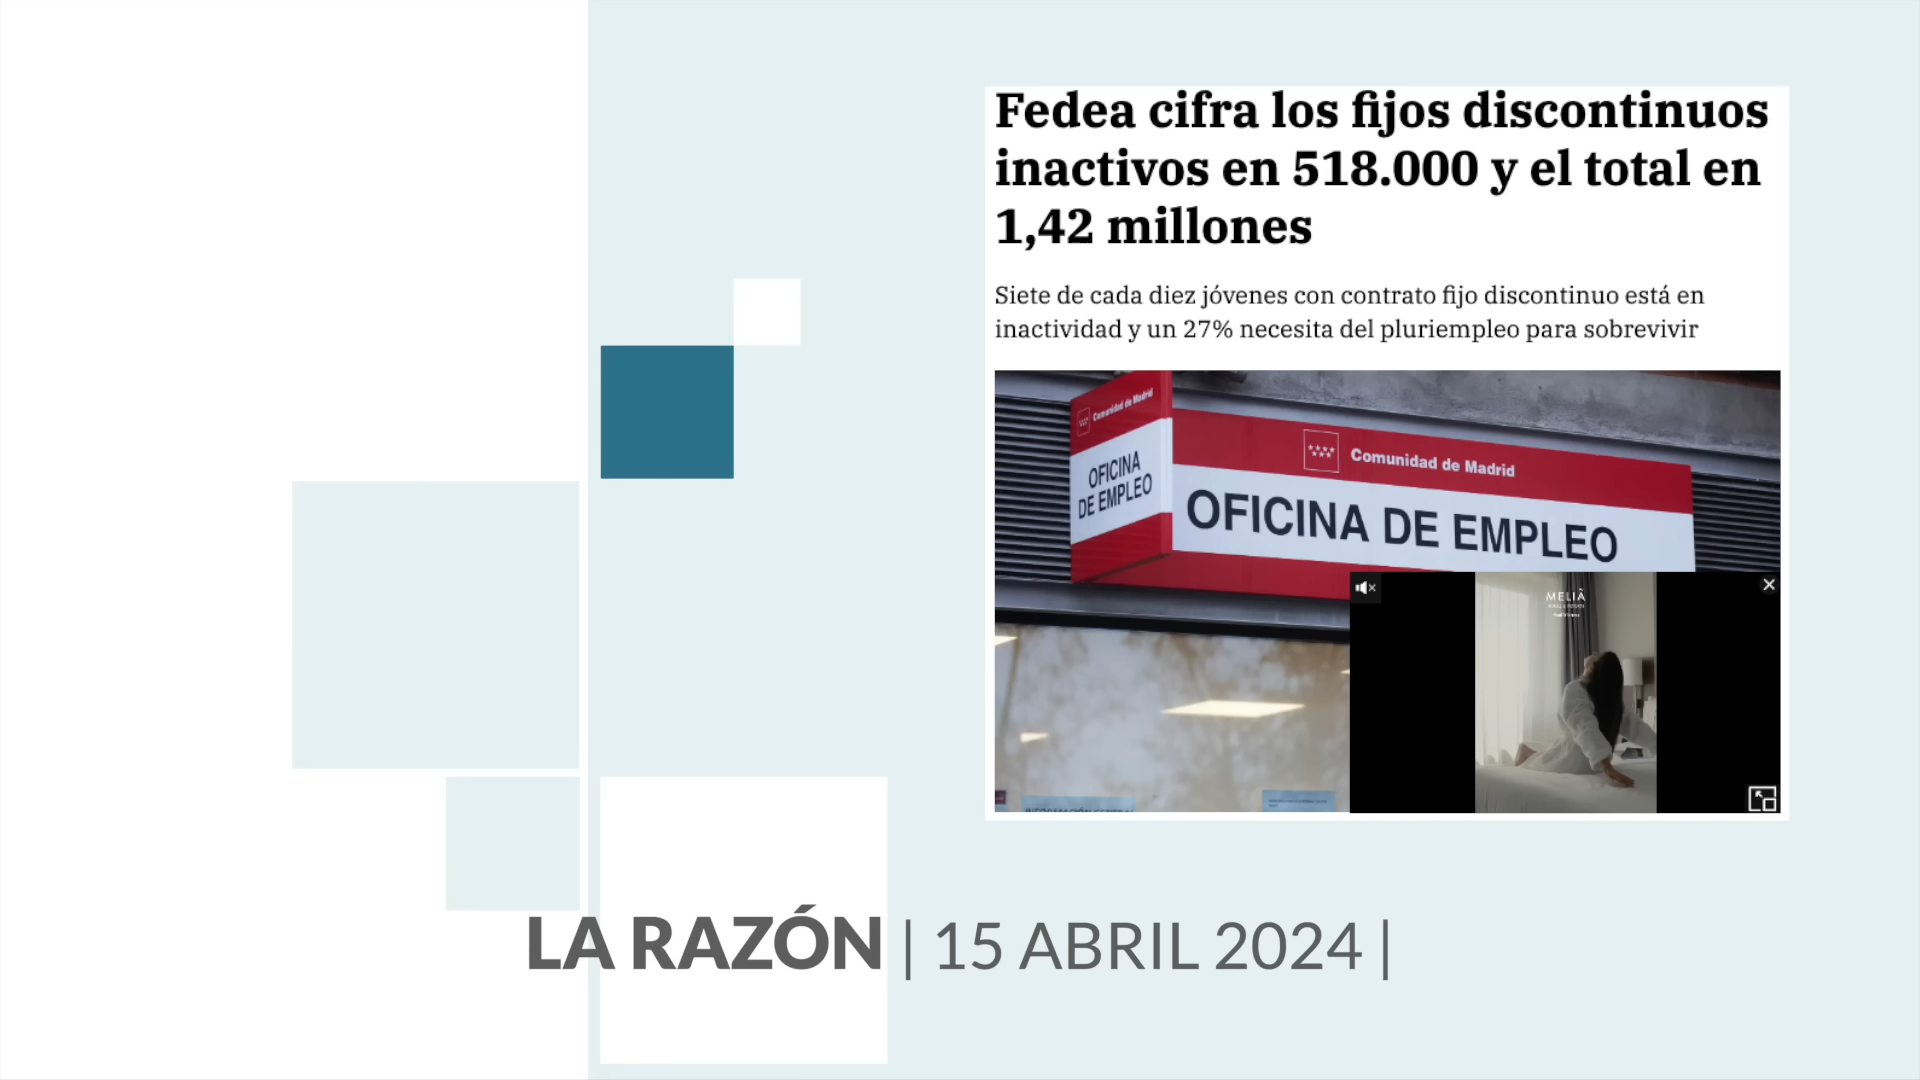 Fedea cifra los fijos discontinuos
inactivos en 518.000 y el total en
1,42 millones
Siete de cada diez jóvenes con contrato fijo discontinuo está en
inactividad y un 27% necesita del pluriempleo para sobrevivir
Comunidad de Madrid
OFICINA
DE EMPLEO
Comunidad de Madrid
OFICINA DE EMPLEO
MELIÃ
LA RAZÓN | 15 ABRIL 2024 |